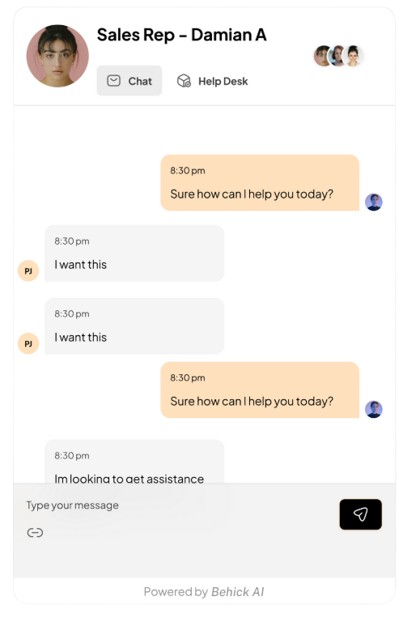 Sales Rep - Damian A
Chat
Help Desk
8:30 pm
Sure how can I help you today?
8:30 pm
I want this
PJ
8:30 pm
I want this
PJ
8:30 pm
Sure how can I help you today?
8:30 pm
Im looking to get assistance
Type your message
Powered by Behick AI